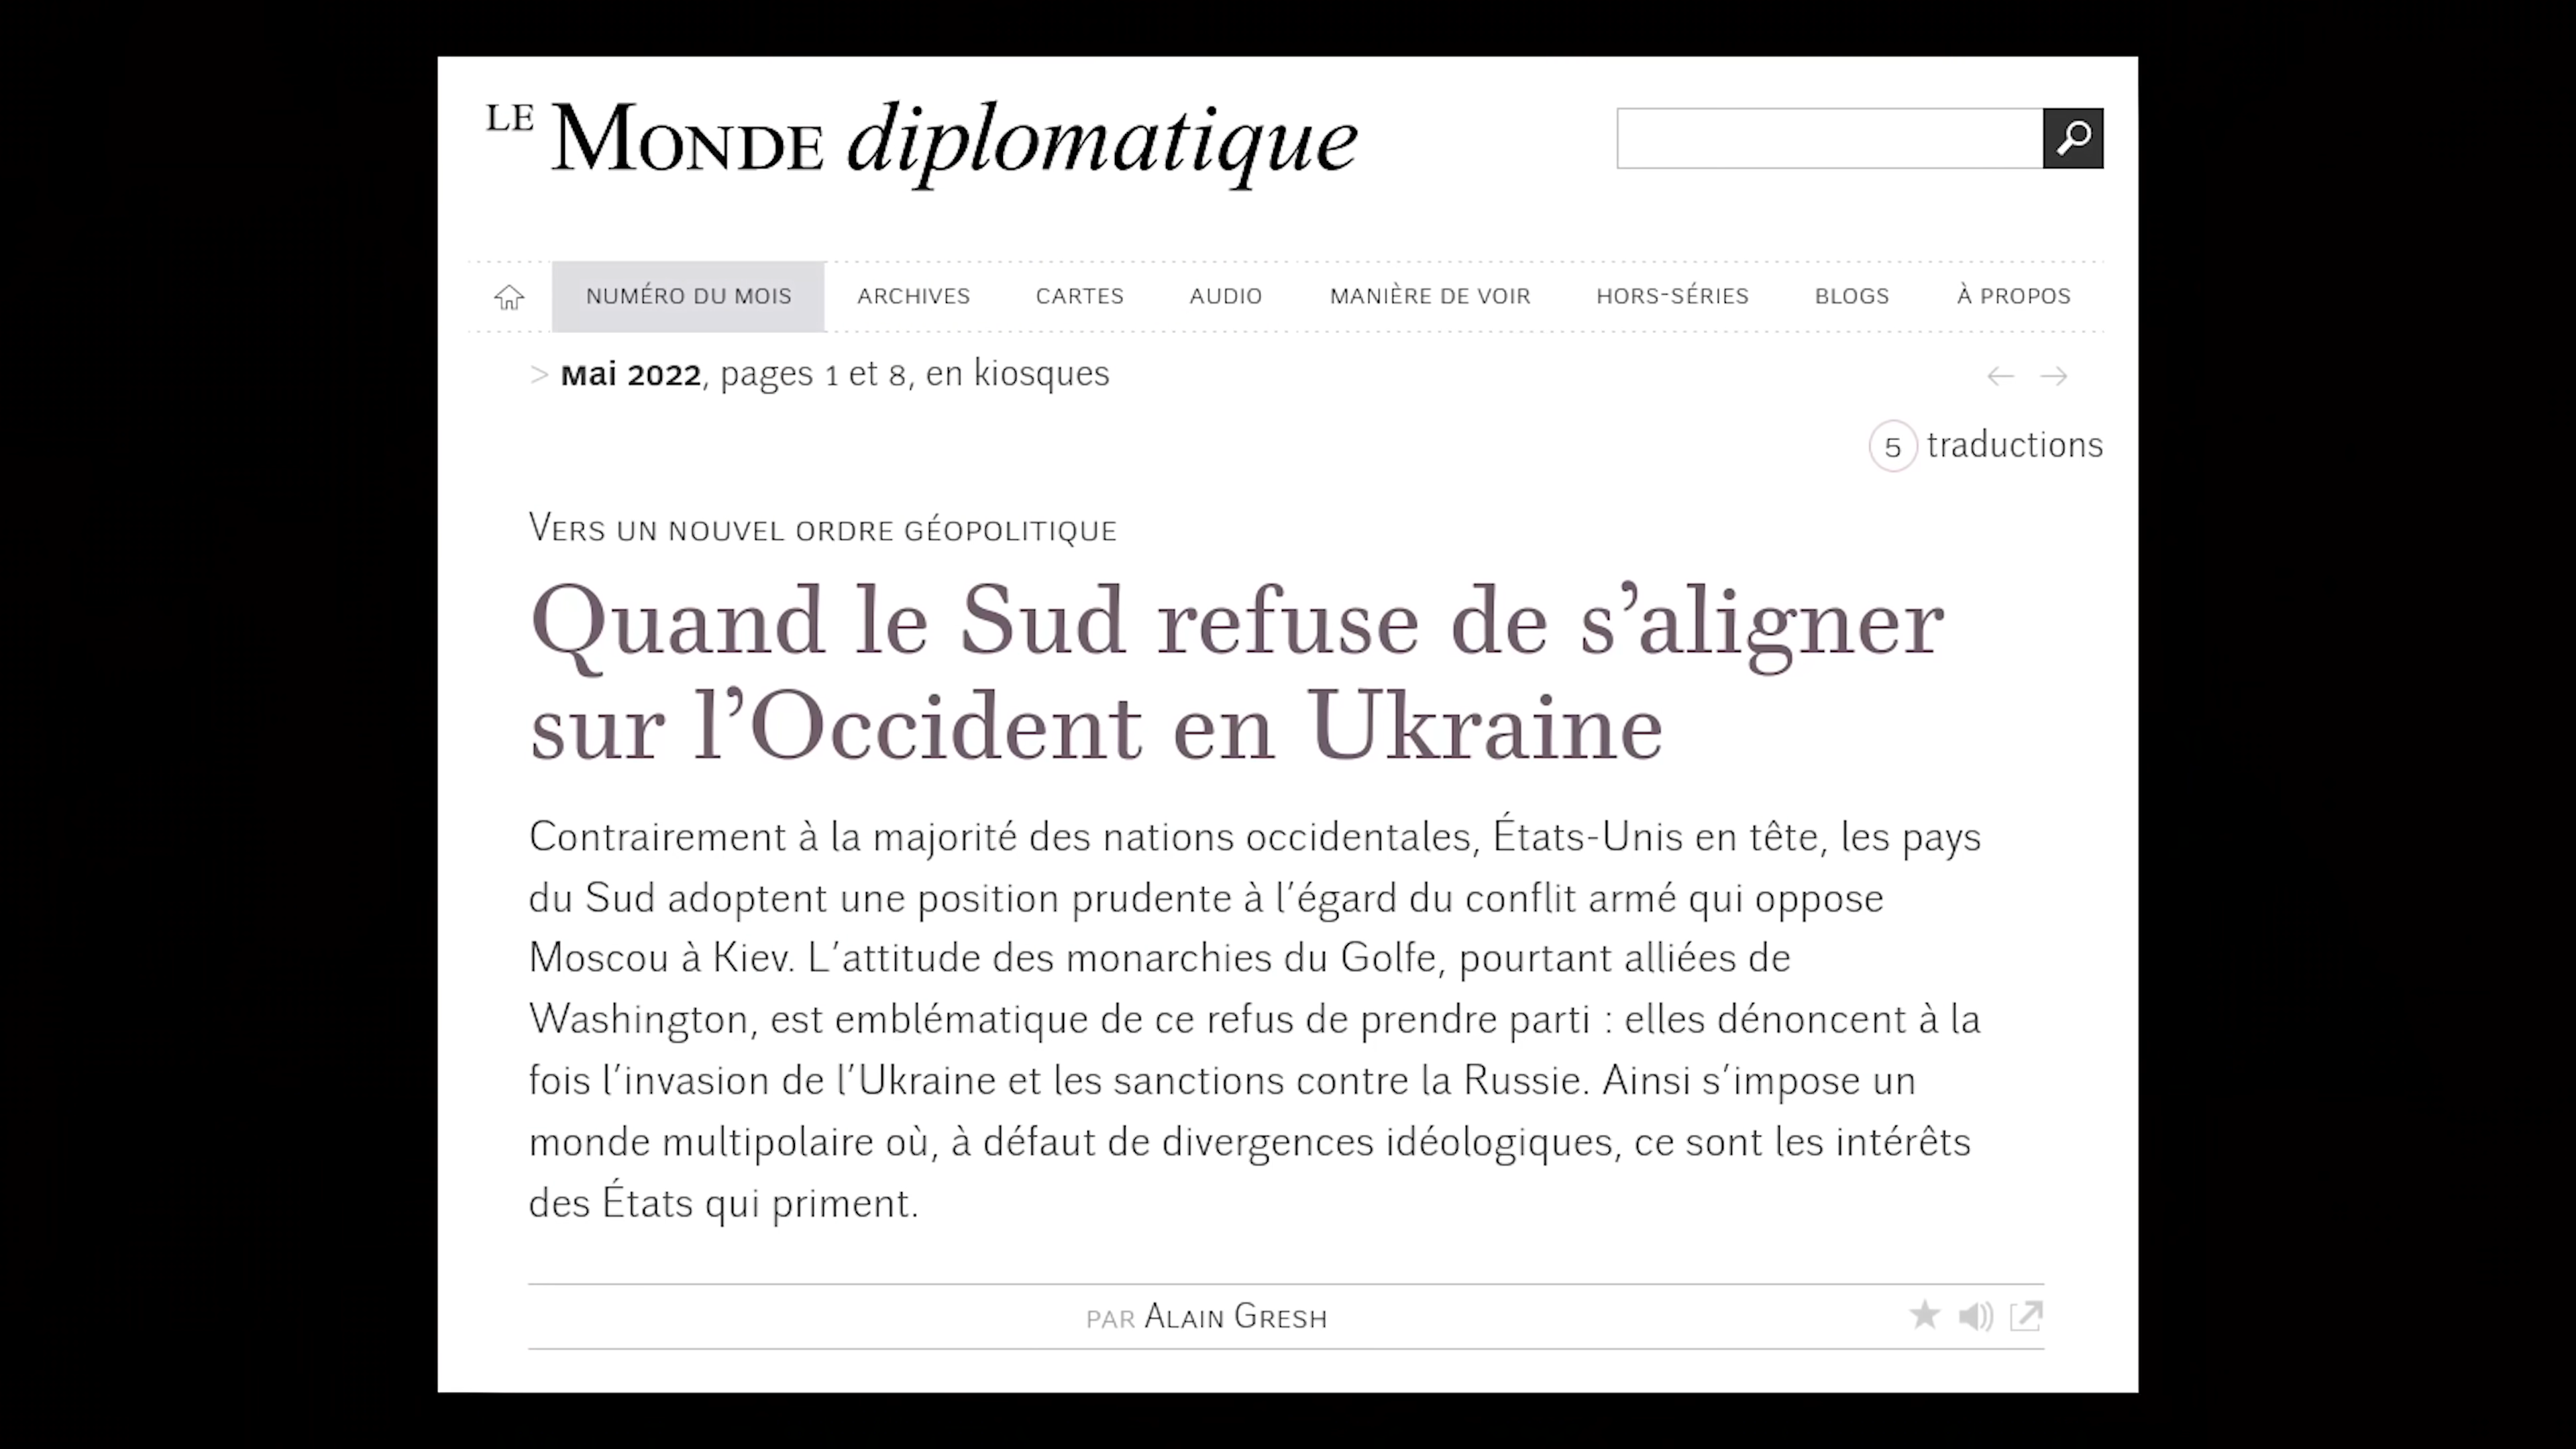 LE MONDE diplomatique
NUMÉRO DU MOIS ARCHIVES CARTES AUDIO MANIÈRE DE VOIR HORS-SÉRIES BLOGS À PROPOS
> Mai 2022, pages 1 et 8, en kiosques ← →
5 traductions
VERS UN NOUVEL ORDRE GÉOPOLITIQUE
Quand le Sud refuse de s’aligner
sur l’Occident en Ukraine
Contrairement à la majorité des nations occidentales, États-Unis en tête, les pays
du Sud adoptent une position prudente à l’égard du conflit armé qui oppose
Moscou à Kiev. L’attitude des monarchies du Golfe, pourtant alliées de
Washington, est emblématique de ce refus de prendre parti : elles dénoncent à la
fois l’invasion de l’Ukraine et les sanctions contre la Russie. Ainsi s’impose un
monde multipolaire où, à défaut de divergences idéologiques, ce sont les intérêts
des États qui priment.
PAR ALAIN GRESH